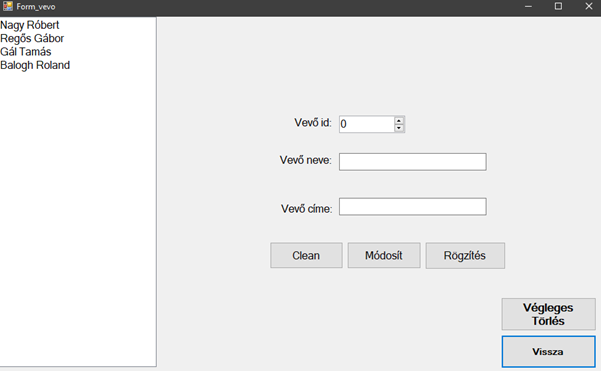 Form_vevo
Nagy Róbert
Regős Gábor
Gál Tamás
Balogh Roland
Vevő id:
0
Vevő neve:
Vevő címe:
Clean
Módosít
Rögzítés
Végleges
Törlés
Vissza